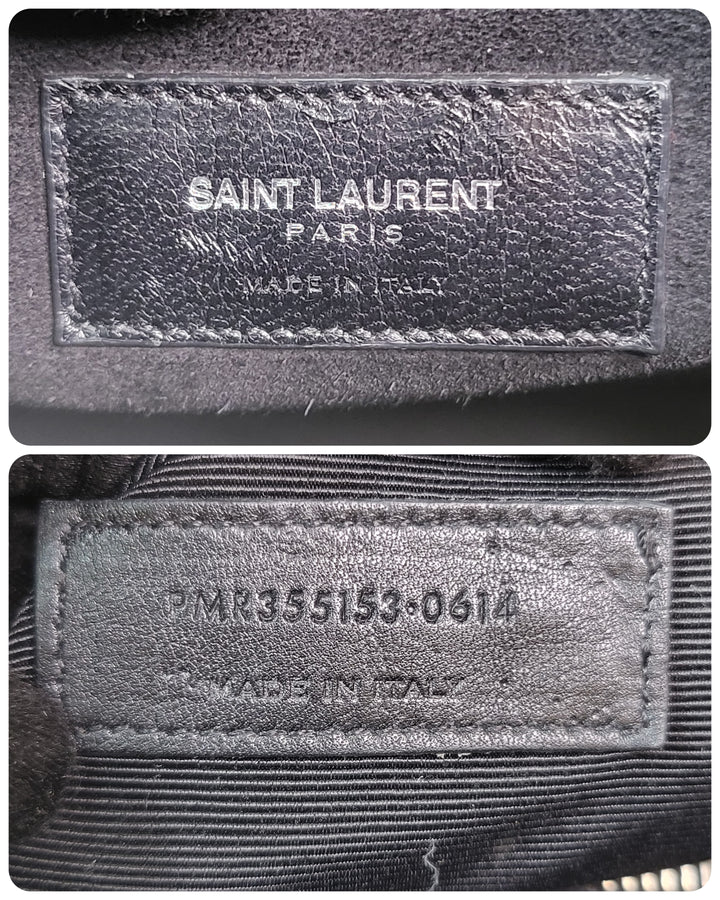 SAINT LAURENT
PARIS
MADE IN ITALY
PMR355153·0614
MADE IN ITALY